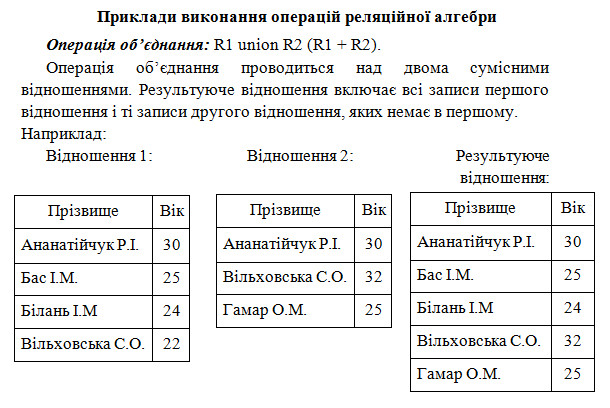 Приклади виконання операцій реляційної алгебри
Операція об’єднання: R1 union R2 (R1 + R2).
Операція об’єднання проводиться над двома сумісними
відношеннями. Результуюче відношення включає всі записи першого
відношення і ті записи другого відношення, яких немає в першому.
Наприклад:
Відношення 1:
Прізвище Вік
Ананатійчук Р.І. 30
Бас І.М. 25
Білань І.М 24
Вільховська С.О. 22
Відношення 2:
Прізвище Вік
Ананатійчук Р.І. 30
Вільховська С.О. 32
Гамар О.М. 25
Результуюче
відношення:
Прізвище Вік
Ананатійчук Р.І. 30
Бас І.М. 25
Білань І.М 24
Вільховська С.О. 32
Гамар О.М. 25